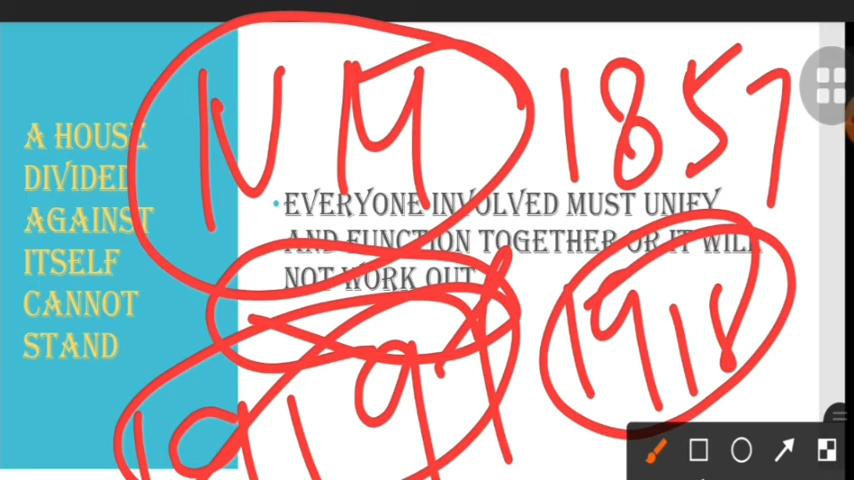 A HOUSE
DIVIDED
AGAINST
ITSELF
CANNOT
STAND
NM 1857
• EVERYONE INVOLVED MUST UNIFY
AND FUNCTION TOGETHER OR IT WILL
NOT WORK OUT
1918
1919